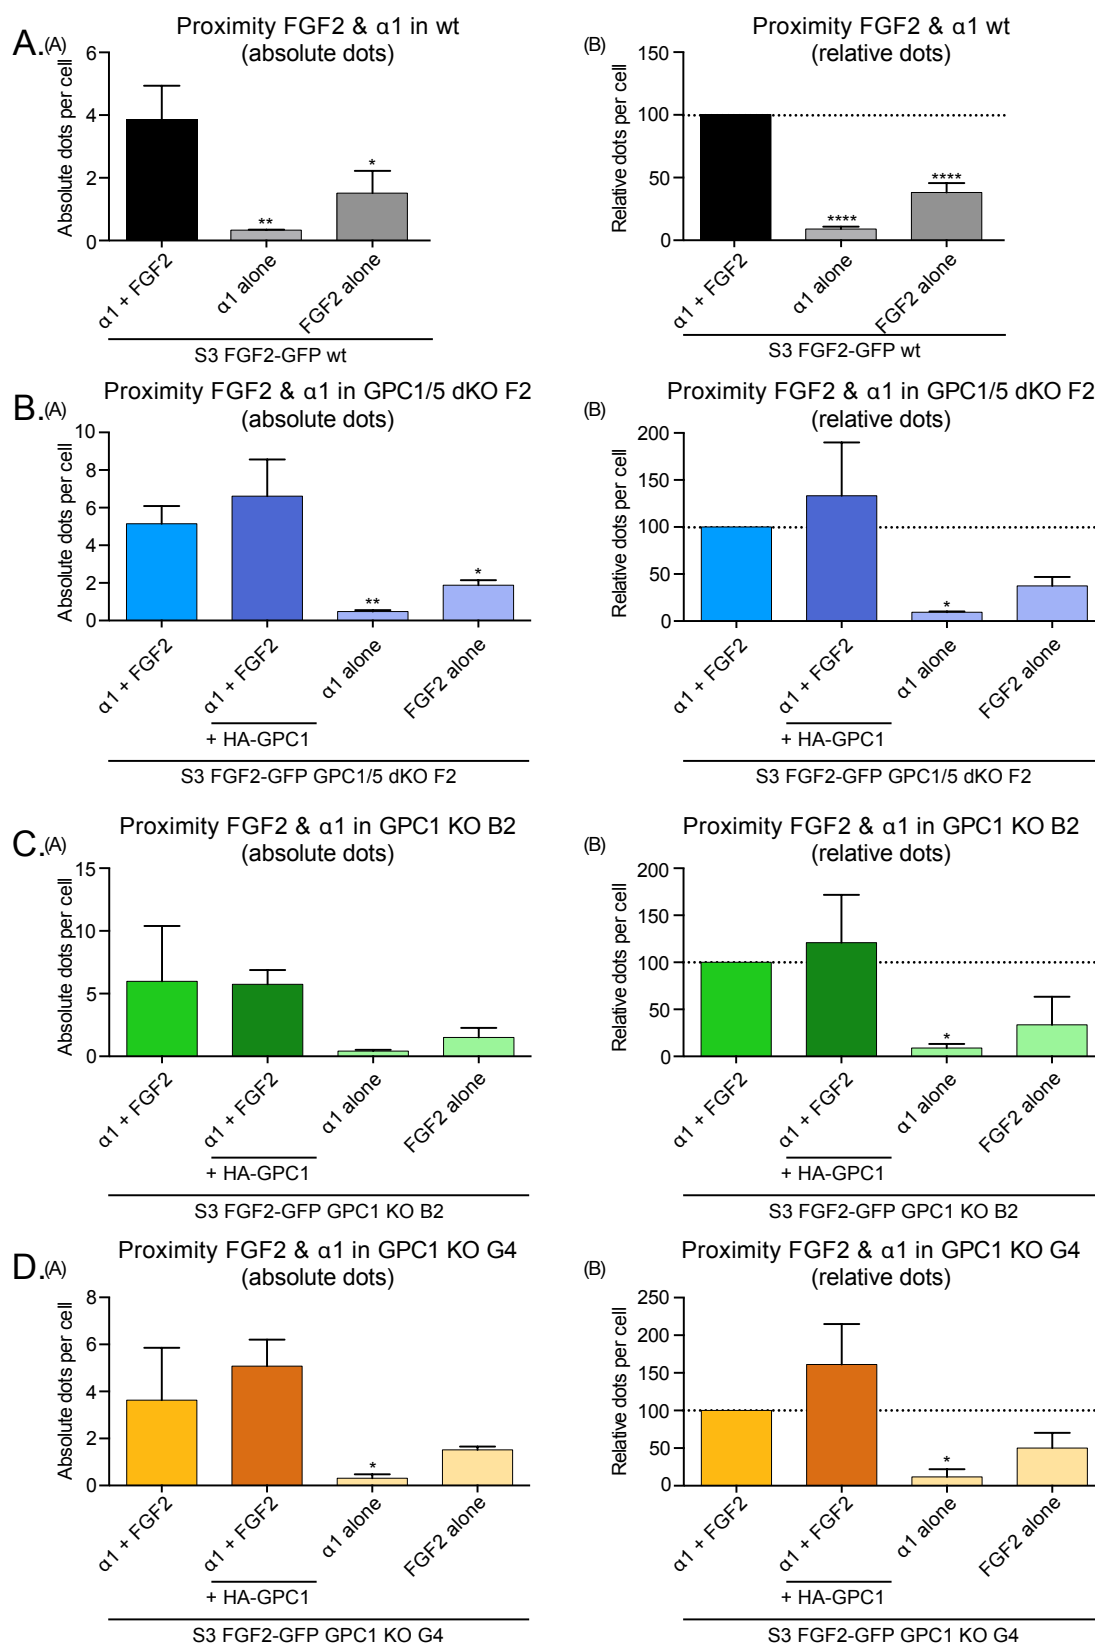 A.(A)
Proximity FGF2 & α1 in wt
(absolute dots)
Absolute dots per cell
6
4
2
0
**
*
α1 + FGF2
α1 alone
FGF2 alone
S3 FGF2-GFP wt
(B)
Proximity FGF2 & α1 wt
(relative dots)
Relative dots per cell
150
100
50
0
****
****
α1 + FGF2
α1 alone
FGF2 alone
S3 FGF2-GFP wt
B.(A)
Proximity FGF2 & α1 in GPC1/5 dKO F2
(absolute dots)
Absolute dots per cell
10
8
6
4
2
0
**
*
α1 + FGF2
α1 + FGF2
α1 alone
FGF2 alone
+ HA-GPC1
S3 FGF2-GFP GPC1/5 dKO F2
(B)
Proximity FGF2 & α1 in GPC1/5 dKO F2
(relative dots)
Relative dots per cell
200
150
100
50
0
*
α1 + FGF2
α1 + FGF2
α1 alone
FGF2 alone
+ HA-GPC1
S3 FGF2-GFP GPC1/5 dKO F2
C.(A)
Proximity FGF2 & α1 in GPC1 KO B2
(absolute dots)
Absolute dots per cell
15
10
5
0
α1 + FGF2
α1 + FGF2
α1 alone
FGF2 alone
+ HA-GPC1
S3 FGF2-GFP GPC1 KO B2
(B)
Proximity FGF2 & α1 in GPC1 KO B2
(relative dots)
Relative dots per cell
200
150
100
50
0
*
α1 + FGF2
α1 + FGF2
α1 alone
FGF2 alone
+ HA-GPC1
S3 FGF2-GFP GPC1 KO B2
D.(A)
Proximity FGF2 & α1 in GPC1 KO G4
(absolute dots)
Absolute dots per cell
8
6
4
2
0
*
α1 + FGF2
α1 + FGF2
α1 alone
FGF2 alone
+ HA-GPC1
S3 FGF2-GFP GPC1 KO G4
(B)
Proximity FGF2 & α1 in GPC1 KO G4
(relative dots)
Relative dots per cell
250
200
150
100
50
0
*
α1 + FGF2
α1 + FGF2
α1 alone
FGF2 alone
+ HA-GPC1
S3 FGF2-GFP GPC1 KO G4